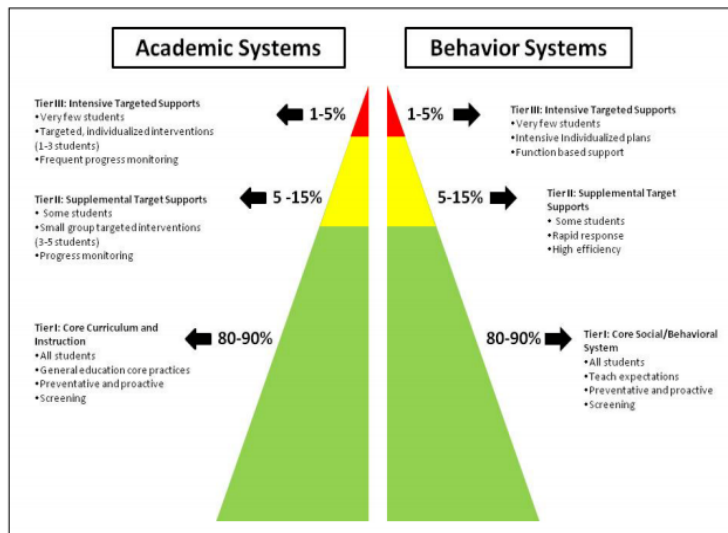 Academic Systems
Tier III: Intensive Targeted Supports
•Very few students
•Targeted, individualized interventions
(1-3 students)
•Frequent progress monitoring
1-5%
Tier II: Supplemental Target Supports
• Some students
•Small group targeted interventions
(3-5 students)
•Progress monitoring
5 -15%
Tier I: Core Curriculum and
Instruction
•All students
•General education core practices
•Preventative and proactive
•Screening
80-90%
Behavior Systems
1-5%
Tier III: Intensive Targeted Supports
•Very few students
•Intensive Individualized plans
•Function based support
5-15%
Tier II: Supplemental Target
Supports
• Some students
•Rapid response
•High efficiency
80-90%
Tier I: Core Social/Behavioral
System
•All students
•Teach expectations
•Preventative and proactive
•Screening